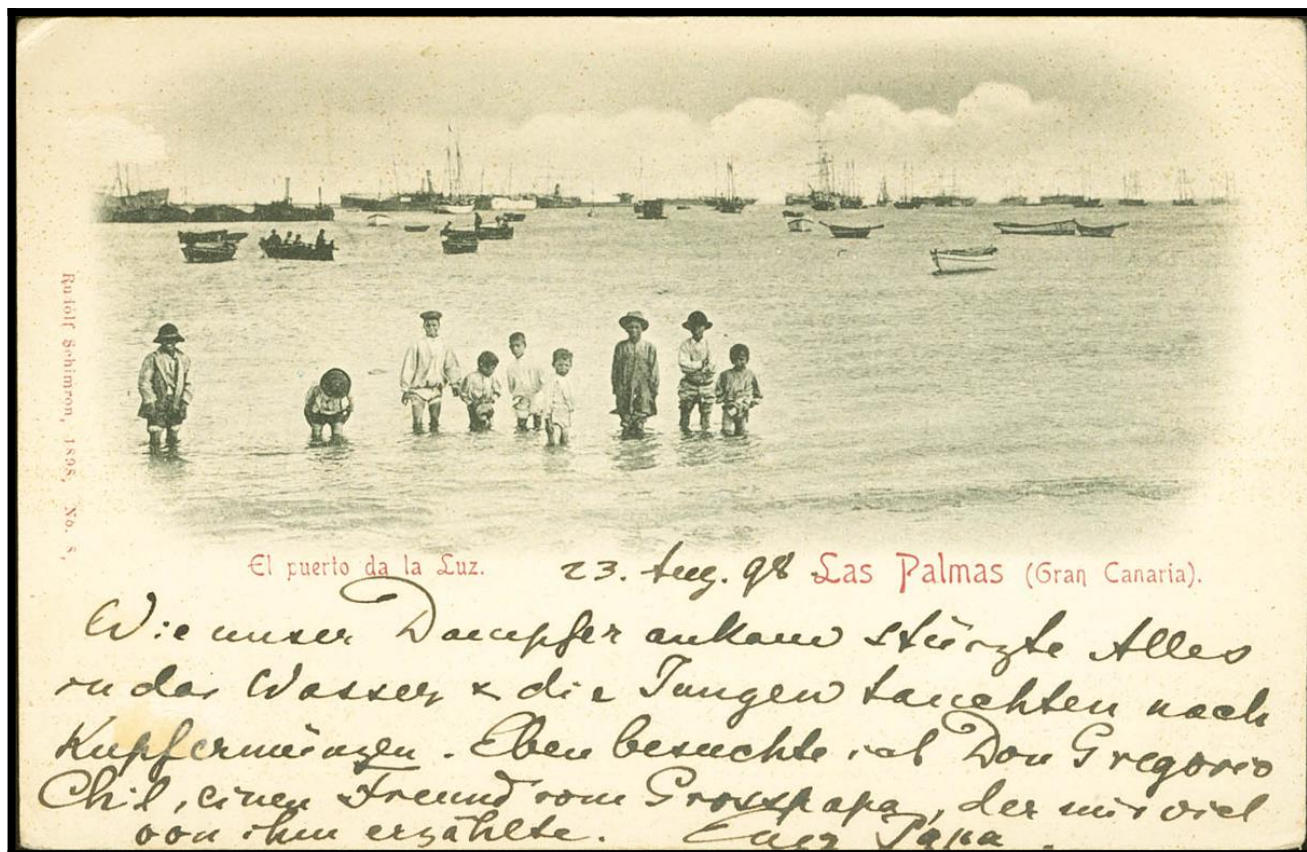 Rudolf Schimron, 1898, No. 8,
El puerto da la Luz.
23. Aug. 98
Las Palmas (Gran Canaria).
Wie unser Dampfer ankam stürzte Alles
in das Wasser & die Jungen tauchten nach
Kupfermünzen. Eben besuchte ich Don Gregorio
Chil, einen Freund vom Grosspapa, der mir viel
von ihm erzählte. Euer Papa.